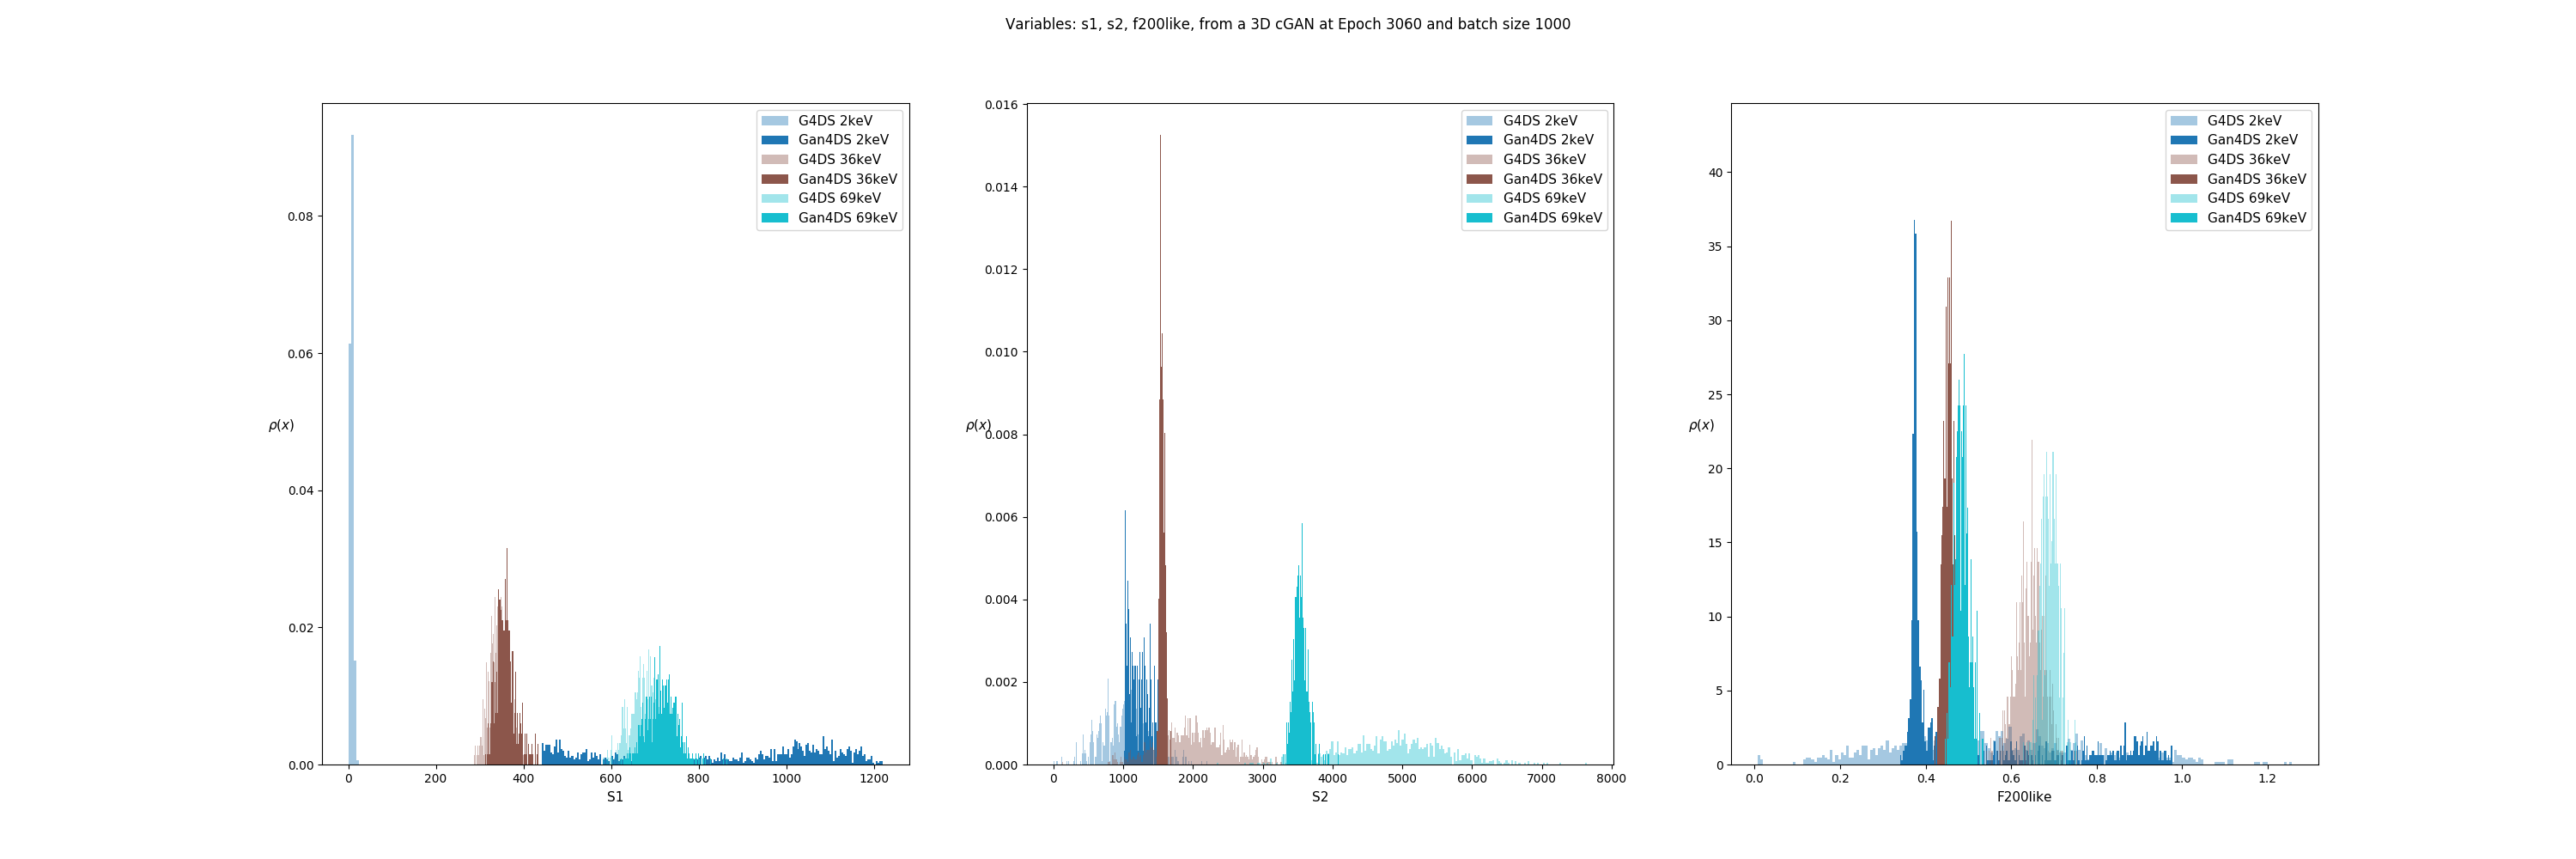 Variables: s1, s2, f200like, from a 3D cGAN at Epoch 3060 and batch size 1000
G4DS 2keV
Gan4DS 2keV
G4DS 36keV
Gan4DS 36keV
G4DS 69keV
Gan4DS 69keV
0.08
0.06
0.04
0.02
0.00
ρ(x)
0 200 400 600 800 1000 1200
S1
G4DS 2keV
Gan4DS 2keV
G4DS 36keV
Gan4DS 36keV
G4DS 69keV
Gan4DS 69keV
0.016
0.014
0.012
0.010
0.008
0.006
0.004
0.002
0.000
ρ(x)
0 1000 2000 3000 4000 5000 6000 7000 8000
S2
G4DS 2keV
Gan4DS 2keV
G4DS 36keV
Gan4DS 36keV
G4DS 69keV
Gan4DS 69keV
40
35
30
25
20
15
10
5
0
ρ(x)
0.0 0.2 0.4 0.6 0.8 1.0 1.2
F200like